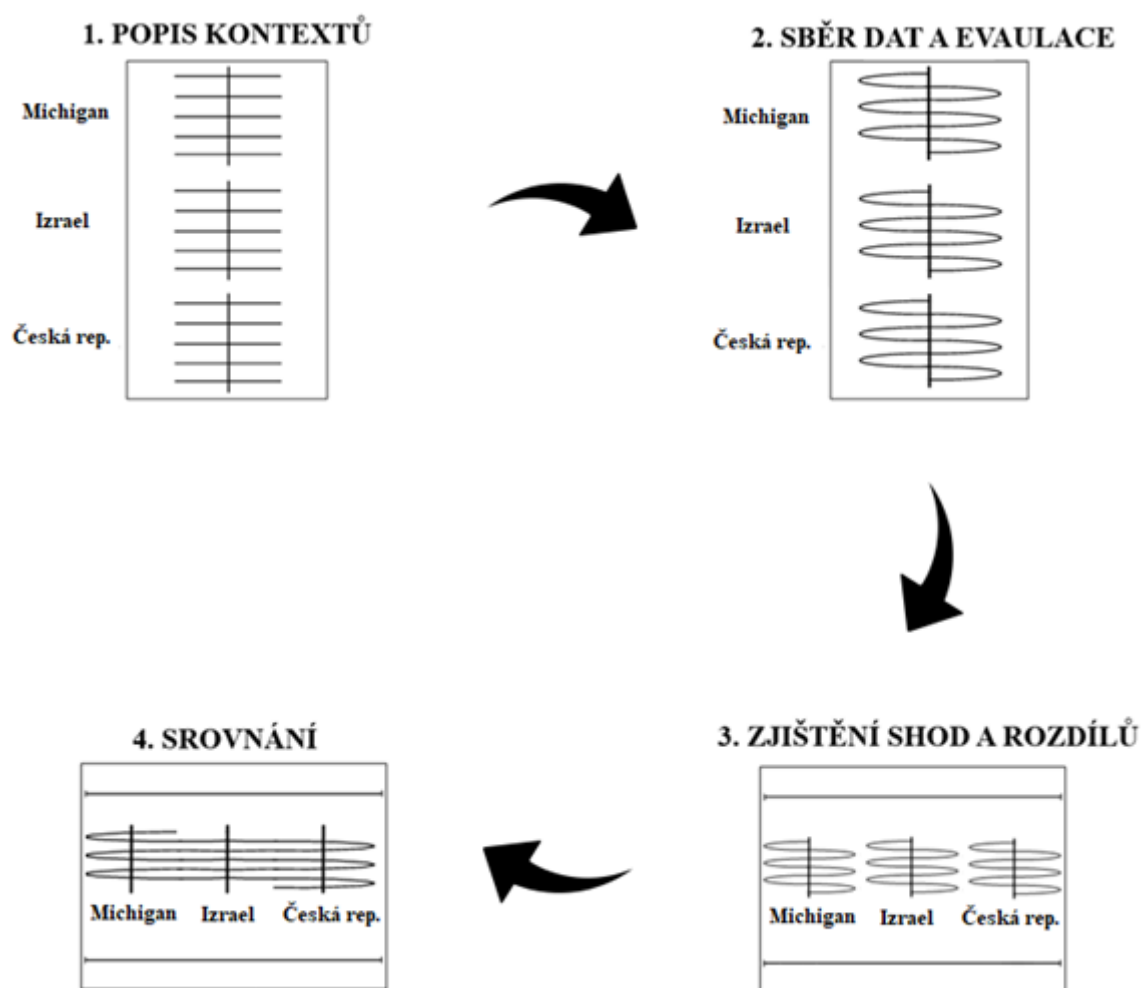 1. POPIS KONTEXTŮ
Michigan
Izrael
Česká rep.
2. SBĚR DAT A EVAULACE
Michigan
Izrael
Česká rep.
4. SROVNÁNÍ
Michigan Izrael Česká rep.
3. ZJIŠTĚNÍ SHOD A ROZDÍLŮ
Michigan Izrael Česká rep.